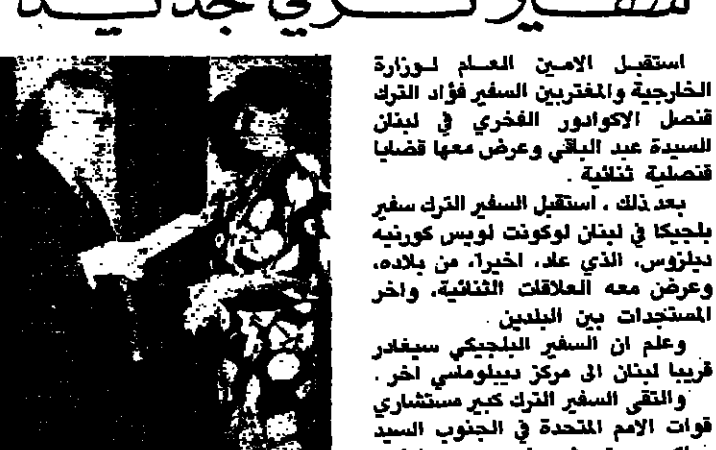 سفير تركي جديد
استقبل الامين العام لوزارة
الخارجية والمغتربين السفير فؤاد الترك
قنصل الاكوادور الفخري في لبنان
السيدة عبد الباقي وعرض معها قضايا
قنصلية ثنائية .
بعد ذلك ، استقبل السفير الترك سفير
بلجيكا في لبنان لوكونت لويس كورنيه
ديلزوس، الذي عاد، اخيرا، من بلاده،
وعرض معه العلاقات الثنائية، واخر
المستجدات بين البلدين .
وعلم ان السفير البلجيكي سيغادر
قريبا لبنان الى مركز ديبلوماسي اخر .
والتقى السفير الترك كبير مستشاري
قوات الامم المتحدة في الجنوب السيد